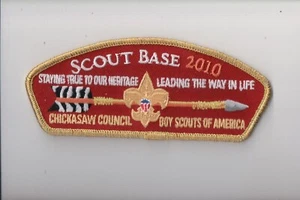 SCOUT BASE 2010
STAYING TRUE TO OUR HERITAGE LEADING THE WAY IN LIFE
CHICKASAW COUNCIL BOY SCOUTS OF AMERICA